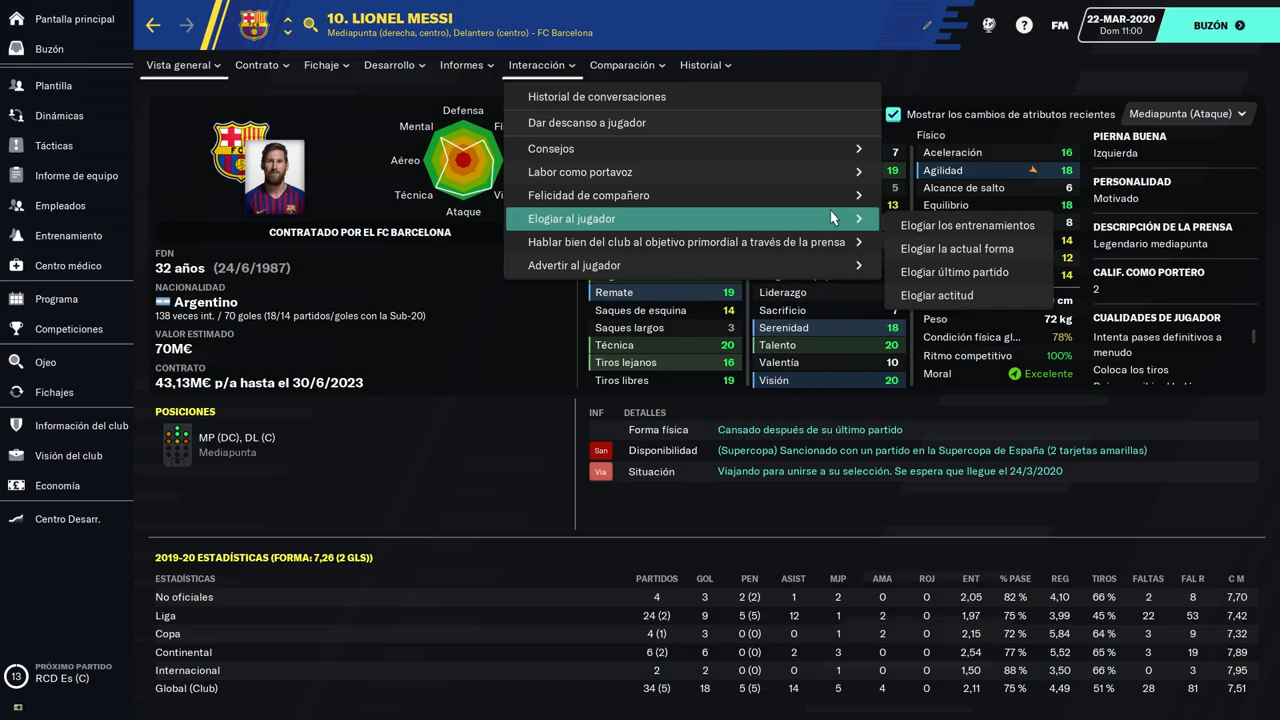 Pantalla principal
Buzón
Plantilla
Dinámicas
Tácticas
Informe de equipo
Empleados
Entrenamiento
Centro médico
Programa
Competiciones
Ojeo
Fichajes
Información del club
Visión del club
Economía
Centro Desarr.
13
PRÓXIMO PARTIDO
RCD Es (C)
10. LIONEL MESSI
Mediapunta (derecha, centro), Delantero (centro) - FC Barcelona
? FM
22-MAR-2020
Dom 11:00
BUZÓN
Vista general Contrato Fichaje Desarrollo Informes Interacción Comparación Historial
Historial de conversaciones
Dar descanso a jugador
Consejos
Labor como portavoz
Felicidad de compañero
Elogiar al jugador
Hablar bien del club al objetivo primordial a través de la prensa
Advertir al jugador
Elogiar los entrenamientos
Elogiar la actual forma
Elogiar último partido
Elogiar actitud
Defensa
Mental
Aéreo
Técnica
Ataque
CONTRATADO POR EL FC BARCELONA
FDN
32 años (24/6/1987)
NACIONALIDAD
Argentino
138 veces int. / 70 goles (18/14 partidos/goles con la Sub-20)
VALOR ESTIMADO
70M€
CONTRATO
43,13M€ p/a hasta el 30/6/2023
Remate 19
Saques de esquina 14
Saques largos 3
Técnica 20
Tiros lejanos 16
Tiros libres 19
7
19
5
13
Liderazgo
Sacrificio
Serenidad 18
Talento 20
Valentía 10
Visión 20
Mostrar los cambios de atributos recientes
Mediapunta (Ataque)
Físico
Aceleración 16
Agilidad 18
Alcance de salto 6
Equilibrio 18
8
14
12
14
cm
Peso 72 kg
Condición física gl... 78%
Ritmo competitivo 100%
Moral Excelente
PIERNA BUENA
Izquierda
PERSONALIDAD
Motivado
DESCRIPCIÓN DE LA PRENSA
Legendario mediapunta
CALIF. COMO PORTERO
2
CUALIDADES DE JUGADOR
Intenta pases definitivos a
menudo
Coloca los tiros
POSICIONES
MP (DC), DL (C)
Mediapunta
INF DETALLES
Forma física Cansado después de su último partido
San Disponibilidad (Supercopa) Sancionado con un partido en la Supercopa de España (2 tarjetas amarillas)
Via Situación Viajando para unirse a su selección. Se espera que llegue el 24/3/2020
2019-20 ESTADÍSTICAS (FORMA: 7,26 (2 GLS))
ESTADÍSTICAS PARTIDOS GOL PEN ASIST MJP AMA ROJ ENT % PASE REG TIROS FALTAS FAL R C M
No oficiales 4 3 2 (2) 1 2 0 0 2,05 82 % 4,10 66 % 2 8 7,70
Liga 24 (2) 9 5 (5) 12 1 2 0 1,97 75 % 3,99 45 % 22 53 7,42
Copa 4 (1) 3 0 (0) 0 1 2 0 2,15 72 % 5,84 64 % 3 9 7,32
Continental 6 (2) 6 0 (0) 2 3 0 0 2,54 77 % 5,52 65 % 3 19 7,89
Internacional 2 2 0 (0) 0 1 0 0 1,50 88 % 3,50 66 % 0 3 7,95
Global (Club) 34 (5) 18 5 (5) 14 5 4 0 2,11 75 % 4,49 51 % 28 81 7,51